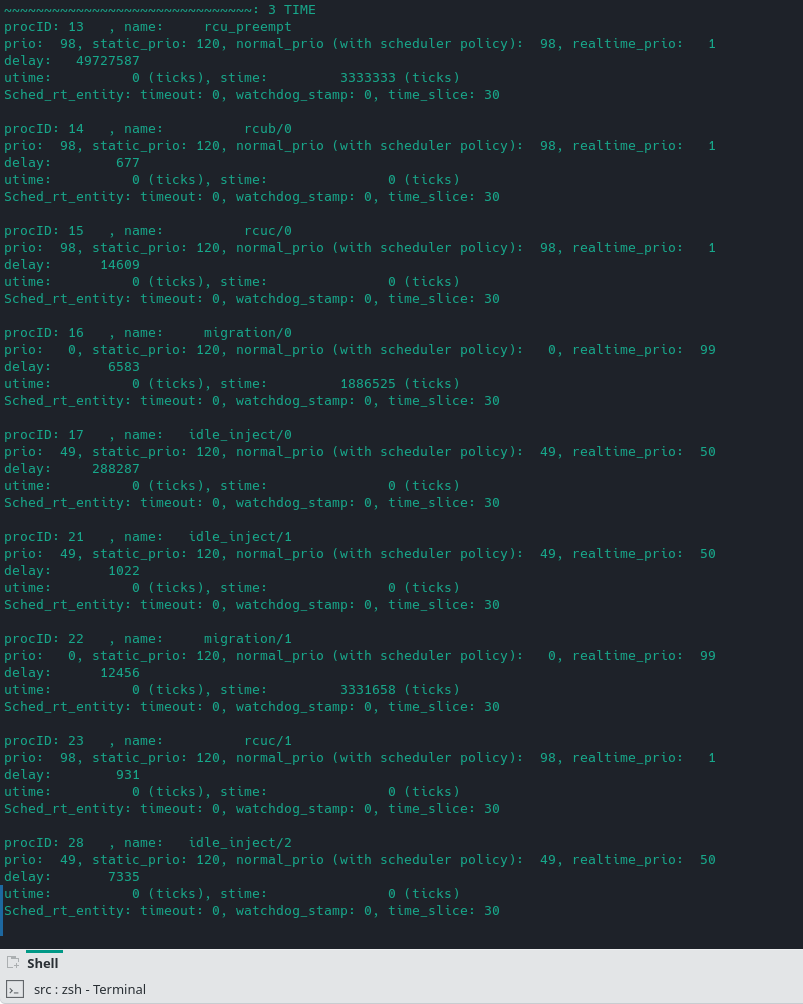 ~~~~~~~~~~~~~~~~~~~~~~~~~~~~~~~: 3 TIME
procID: 13   , name:     rcu_preempt
prio:  98, static_prio: 120, normal_prio (with scheduler policy):  98, realtime_prio:   1
delay:   49727587
utime:          0 (ticks), stime:         3333333 (ticks)
Sched_rt_entity: timeout: 0, watchdog_stamp: 0, time_slice: 30

procID: 14   , name:          rcub/0
prio:  98, static_prio: 120, normal_prio (with scheduler policy):  98, realtime_prio:   1
delay:        677
utime:          0 (ticks), stime:               0 (ticks)
Sched_rt_entity: timeout: 0, watchdog_stamp: 0, time_slice: 30

procID: 15   , name:          rcuc/0
prio:  98, static_prio: 120, normal_prio (with scheduler policy):  98, realtime_prio:   1
delay:      14609
utime:          0 (ticks), stime:               0 (ticks)
Sched_rt_entity: timeout: 0, watchdog_stamp: 0, time_slice: 30

procID: 16   , name:     migration/0
prio:   0, static_prio: 120, normal_prio (with scheduler policy):   0, realtime_prio:  99
delay:       6583
utime:          0 (ticks), stime:         1886525 (ticks)
Sched_rt_entity: timeout: 0, watchdog_stamp: 0, time_slice: 30

procID: 17   , name:   idle_inject/0
prio:  49, static_prio: 120, normal_prio (with scheduler policy):  49, realtime_prio:  50
delay:     288287
utime:          0 (ticks), stime:               0 (ticks)
Sched_rt_entity: timeout: 0, watchdog_stamp: 0, time_slice: 30

procID: 21   , name:   idle_inject/1
prio:  49, static_prio: 120, normal_prio (with scheduler policy):  49, realtime_prio:  50
delay:       1022
utime:          0 (ticks), stime:               0 (ticks)
Sched_rt_entity: timeout: 0, watchdog_stamp: 0, time_slice: 30

procID: 22   , name:     migration/1
prio:   0, static_prio: 120, normal_prio (with scheduler policy):   0, realtime_prio:  99
delay:      12456
utime:          0 (ticks), stime:         3331658 (ticks)
Sched_rt_entity: timeout: 0, watchdog_stamp: 0, time_slice: 30

procID: 23   , name:          rcuc/1
prio:  98, static_prio: 120, normal_prio (with scheduler policy):  98, realtime_prio:   1
delay:        931
utime:          0 (ticks), stime:               0 (ticks)
Sched_rt_entity: timeout: 0, watchdog_stamp: 0, time_slice: 30

procID: 28   , name:   idle_inject/2
prio:  49, static_prio: 120, normal_prio (with scheduler policy):  49, realtime_prio:  50
delay:       7335
utime:          0 (ticks), stime:               0 (ticks)
Sched_rt_entity: timeout: 0, watchdog_stamp: 0, time_slice: 30

Shell
src : zsh - Terminal